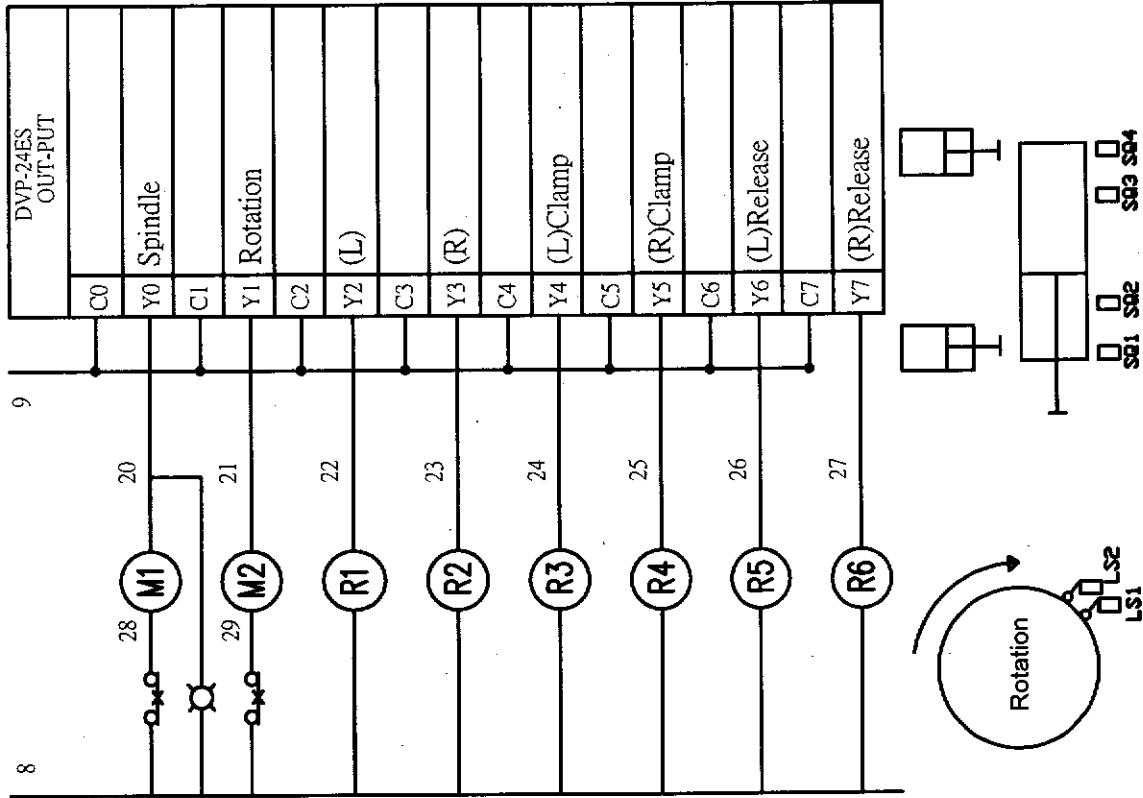 DVP-24ES
OUT-PUT
9
8
C0
20
Y0 Spindle
M1
28
C1
21
Y1 Rotation
M2
29
C2
22
Y2 (L)
R1
C3
23
Y3 (R)
R2
C4
24
Y4 (L)Clamp
R3
C5
25
Y5 (R)Clamp
R4
C6
26
Y6 (L)Release
R5
C7
27
Y7 (R)Release
R6
Rotation
LS1
LS2
SQ1
SQ2
SQ3
SQ4